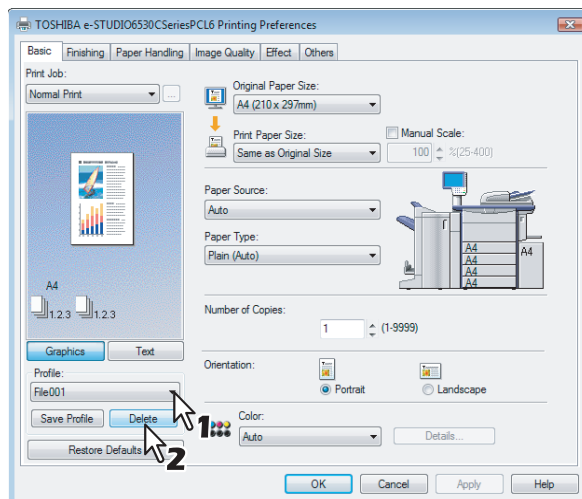 TOSHIBA e-STUDIO6530CSeriesPCL6 Printing Preferences
Basic Finishing Paper Handling Image Quality Effect Others
Print Job:
Normal Print
...
A4
1.2.3 1.2.3
Graphics Text
Profile:
File001
1
Save Profile Delete
2
Restore Defaults
Original Paper Size:
A4 (210 x 297mm)
Print Paper Size:
Same as Original Size
Manual Scale:
100 %(25-400)
Paper Source:
Auto
Paper Type:
Plain (Auto)
A4
A4
A4
A4
A4
Number of Copies:
1 (1-9999)
Orientation:
Portrait Landscape
Color:
Auto
Details...
OK Cancel Apply Help